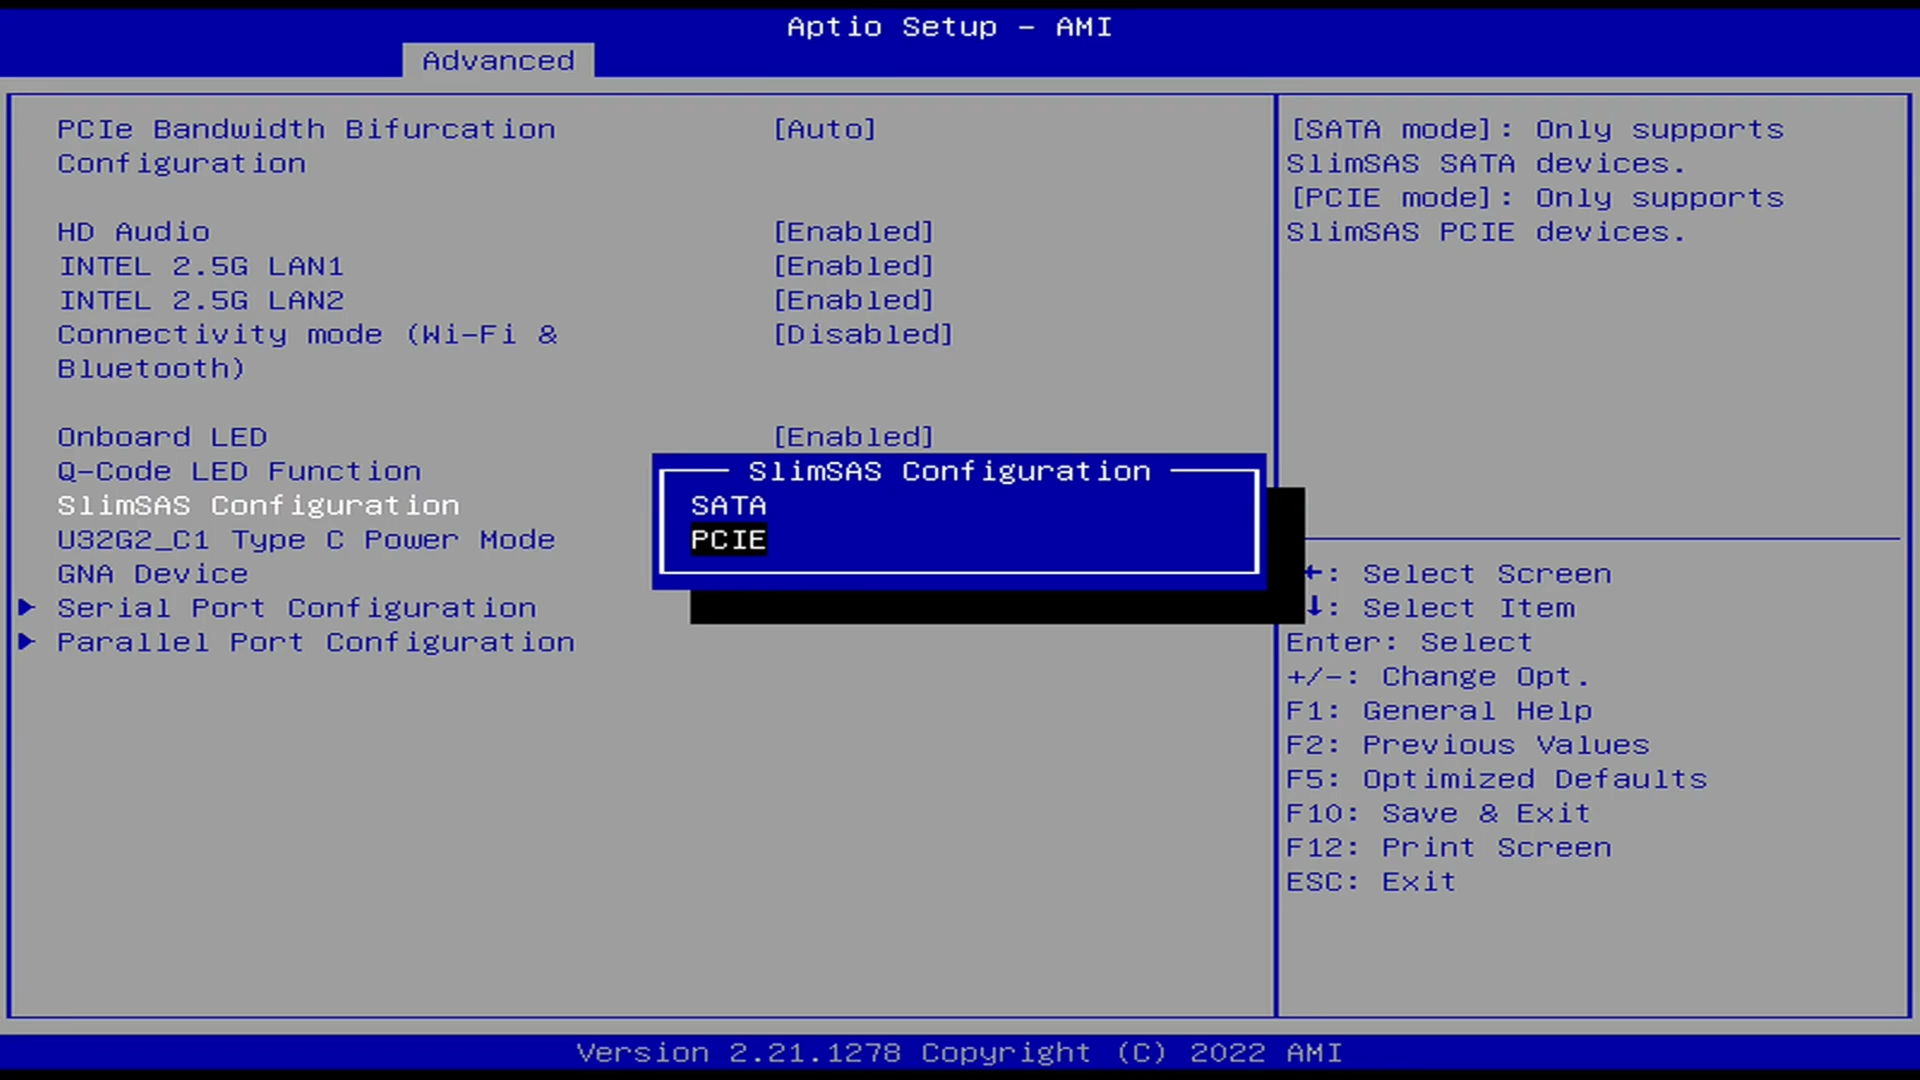 Aptio Setup – AMI
Advanced
PCIe Bandwidth Bifurcation [Auto]
Configuration
HD Audio [Enabled]
INTEL 2.5G LAN1 [Enabled]
INTEL 2.5G LAN2 [Enabled]
Connectivity mode (Wi-Fi & [Disabled]
Bluetooth)
Onboard LED [Enabled]
Q-Code LED Function
SlimSAS Configuration
U32G2_C1 Type C Power Mode
GNA Device
Serial Port Configuration
Parallel Port Configuration
SlimSAS Configuration
SATA
PCIE
[SATA mode]: Only supports
SlimSAS SATA devices.
[PCIE mode]: Only supports
SlimSAS PCIE devices.
←: Select Screen
↓: Select Item
Enter: Select
+/-: Change Opt.
F1: General Help
F2: Previous Values
F5: Optimized Defaults
F10: Save & Exit
F12: Print Screen
ESC: Exit
Version 2.21.1278 Copyright (C) 2022 AMI